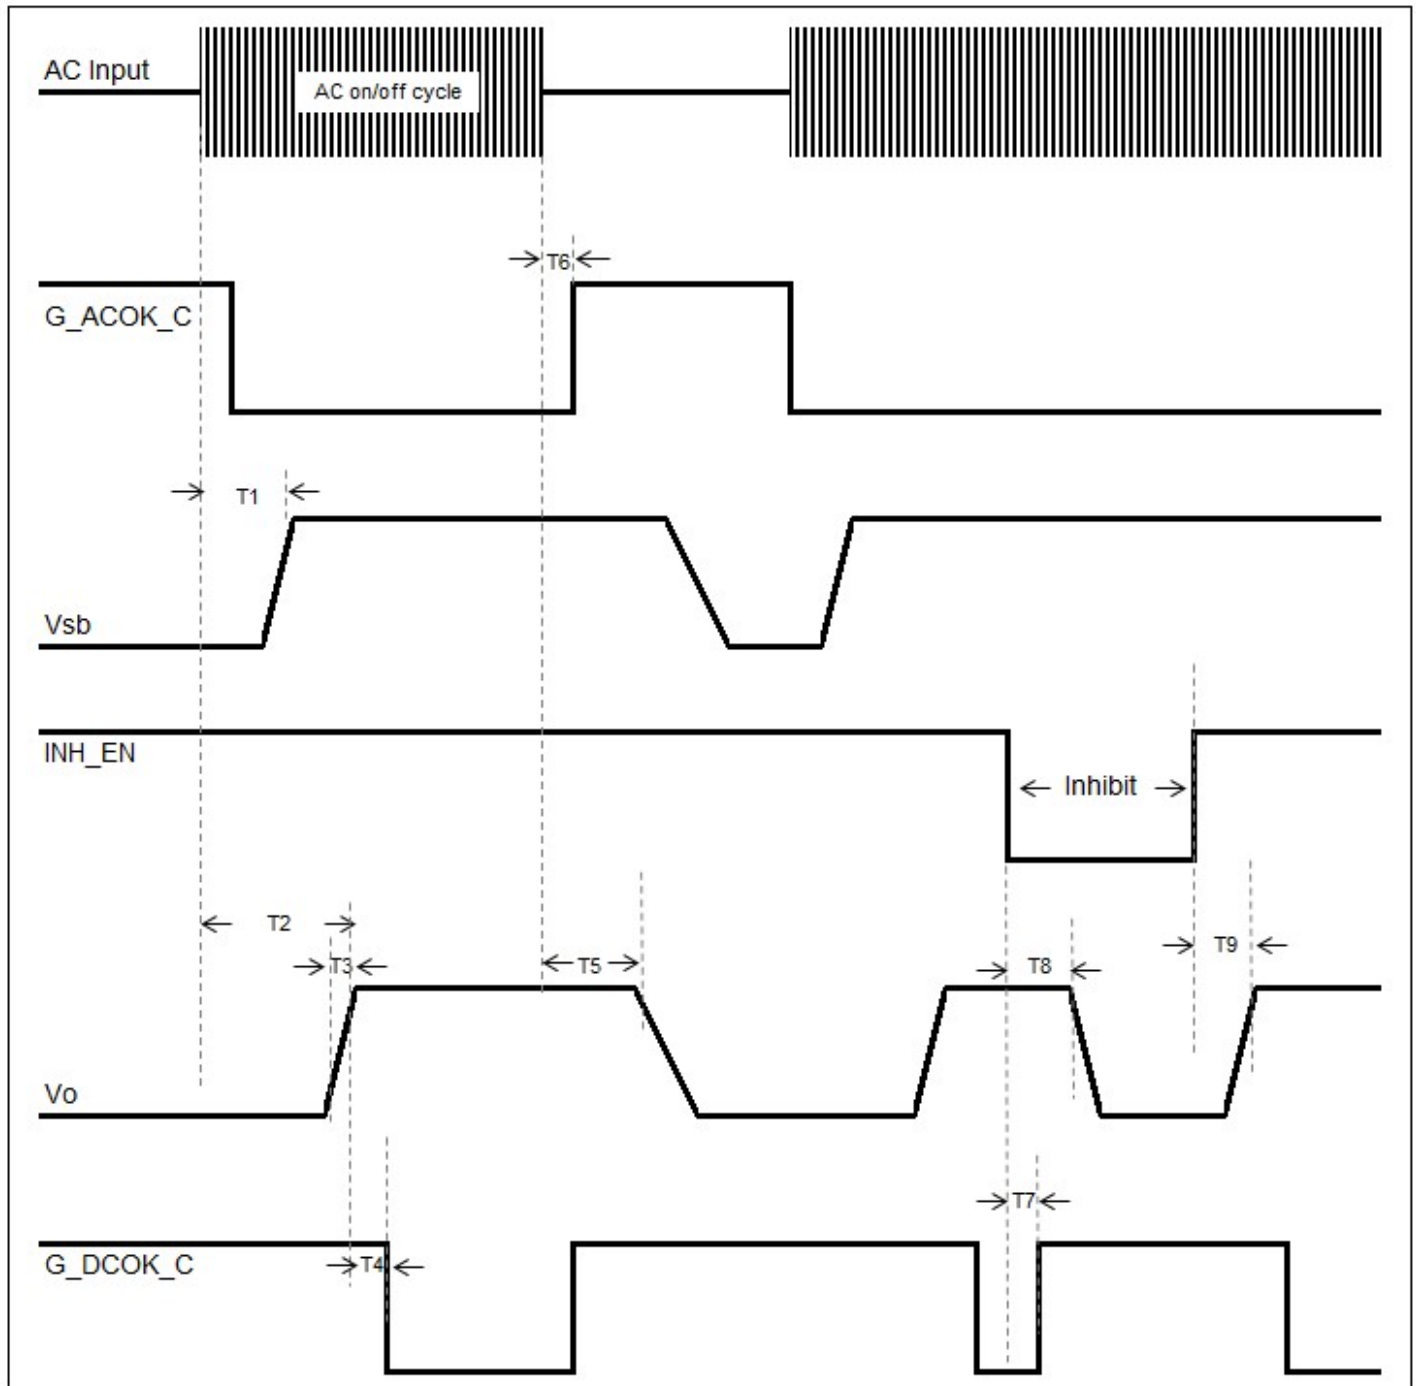 AC Input
AC on/off cycle
T6
G_ACOK_C
T1
Vsb
INH_EN
Inhibit
T2
T9
T3
T5
T8
Vo
T7
G_DCOK_C
T4